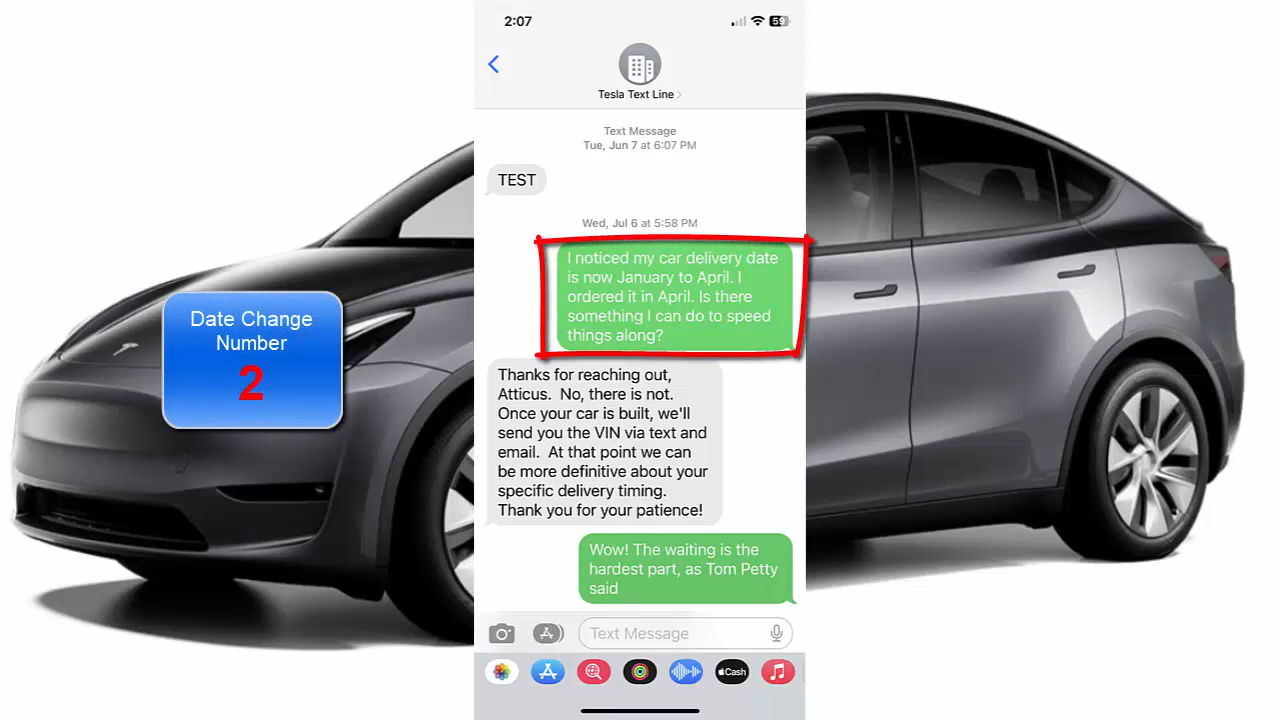 2:07
59
Tesla Text Line
Text Message
Tue, Jun 7 at 6:07 PM
TEST
Wed, Jul 6 at 5:58 PM
I noticed my car delivery date
is now January to April. I
ordered it in April. Is there
something I can do to speed
things along?
Date Change
Number
2
Thanks for reaching out,
Atticus.  No, there is not.
Once your car is built, we'll
send you the VIN via text and
email.  At that point we can
be more definitive about your
specific delivery timing.
Thank you for your patience!
Wow! The waiting is the
hardest part, as Tom Petty
said
Text Message
Cash